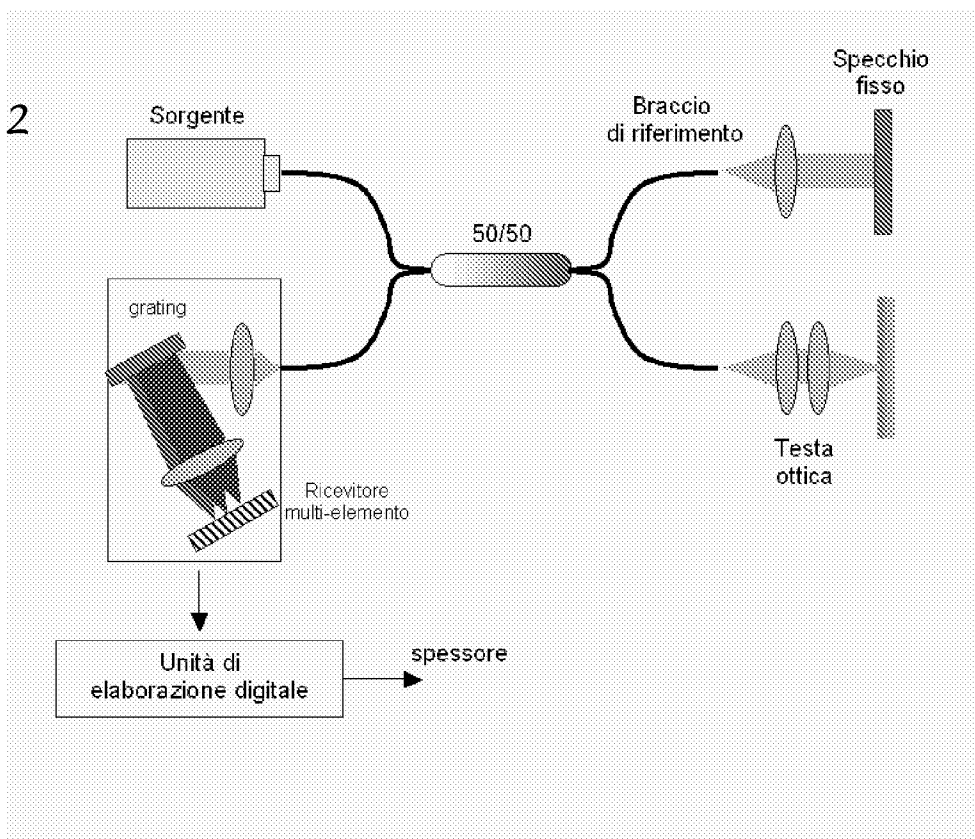 Specchio
fisso
2
Sorgente
Braccio
di riferimento
50/50
grating
Testa
ottica
Ricevitore
multi-elemento
Unità di
elaborazione digitale
spessore